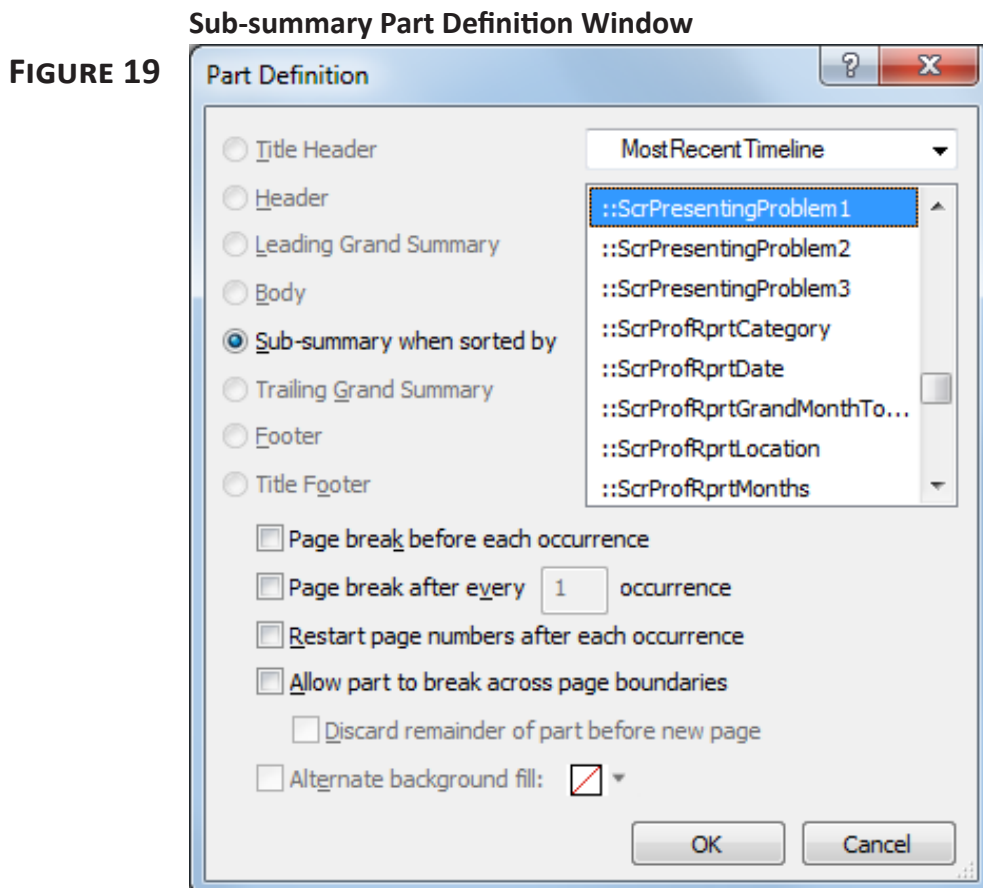 Sub-summary Part Definition Window
FIGURE 19
Part Definition
?
X
Title Header
MostRecentTimeline
Header
Leading Grand Summary
Body
Sub-summary when sorted by
Trailing Grand Summary
Footer
Title Footer
::ScrPresentingProblem1
::ScrPresentingProblem2
::ScrPresentingProblem3
::ScrProfRprtCategory
::ScrProfRprtDate
::ScrProfRprtGrandMonthTo...
::ScrProfRprtLocation
::ScrProfRprtMonths
Page break before each occurrence
Page break after every 1 occurrence
Restart page numbers after each occurrence
Allow part to break across page boundaries
Discard remainder of part before new page
Alternate background fill:
OK
Cancel